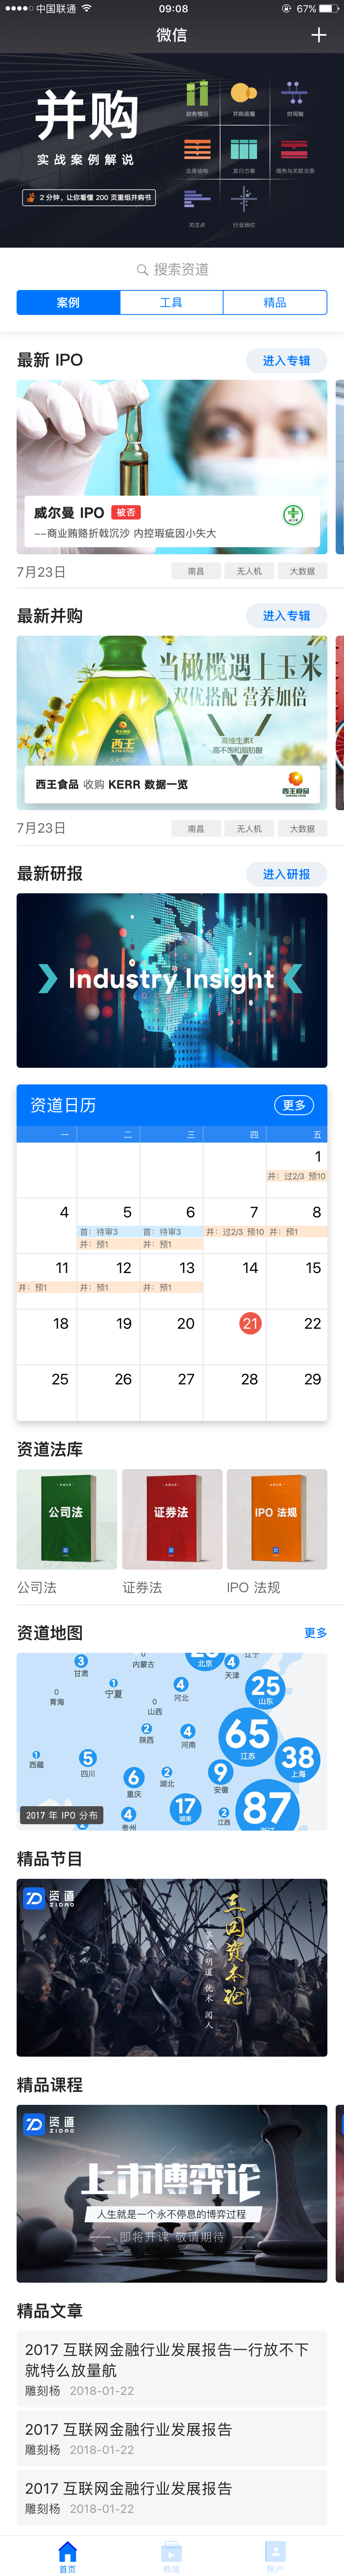 中国联通 09:08 67%
微信
并购
实战案例解说
2 分钟，让你看懂 200 页重组并购书
财务情况 并购画圈 时间轴
交易结构 发行方案 借壳与关联交易
关注点 行业地位
搜索资道
案例 工具 精品
最新 IPO 进入专辑
威尔曼 IPO 被否
--商业贿赂折戟沉沙 内控瑕疵因小失大
7月23日 南昌 无人机 大数据
最新并购 进入专辑
当橄榄遇上玉米
双优搭配 营养加倍
西王
高维生素E
高不饱和脂肪酸
西王食品 收购 KERR 数据一览
西王食品
7月23日 南昌 无人机 大数据
最新研报 进入研报
Industry Insight
资道日历 更多
一 二 三 四 五
1
并：过2/3 预10
4 5 6 7 8
首：待审3 首：待审3 并：过2/3 预10 并：预1
并：预1 并：预1
11 12 13 14 15
并：预1 并：预1 并：预1
18 19 20 21 22
25 26 27 28 29
资道法库
公司法 证券法 IPO 法规
公司法 证券法 IPO 法规
资道地图 更多
0 内蒙古
北京
辽宁
3 甘肃
4 天津
1 宁夏
4 河北
25 山东
0 青海
0 山西
2 陕西
4 河南
65 江苏
1 西藏
5 四川
6 重庆
2 湖北
9 安徽
38 上海
17 湖南
2 江西
87 浙江
4 贵州
2017 年 IPO 分布
精品节目
资道
ZIDAO
三国资本论
明道 优术 阅人
精品课程
资道
ZIDAO
上市博弈论
人生就是一个永不停息的博弈过程
即将开课 敬请期待
精品文章
2017 互联网金融行业发展报告一行放不下
就特么放量航
雕刻杨 2018-01-22
2017 互联网金融行业发展报告
雕刻杨 2018-01-22
2017 互联网金融行业发展报告
雕刻杨 2018-01-22
首页 商城 账户